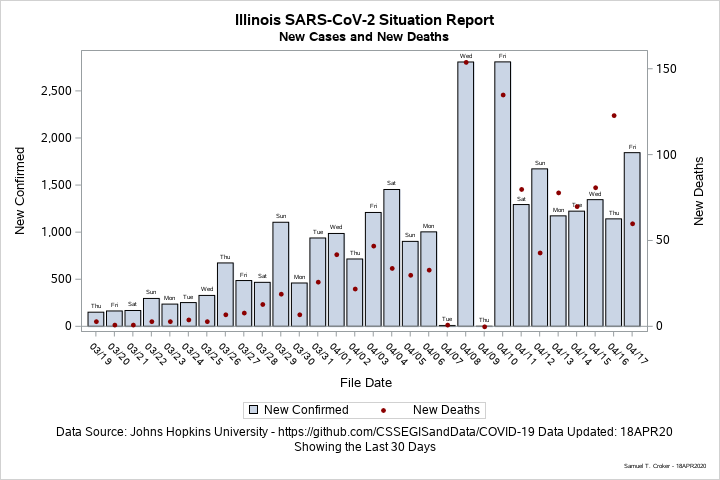 Illinois SARS-CoV-2 Situation Report
New Cases and New Deaths
New Confirmed
2,500
2,000
1,500
1,000
500
0
150
100
50
0
New Deaths
Thu Fri Sat Sun Mon Tue Wed Thu Fri Sat Sun Mon Tue Wed Thu Fri Sat Sun Mon Tue Wed Thu Fri Sat Sun Mon Tue Wed Thu Fri
03/19 03/20 03/21 03/22 03/23 03/24 03/25 03/26 03/27 03/28 03/29 03/30 03/31 04/01 04/02 04/03 04/04 04/05 04/06 04/07 04/08 04/09 04/10 04/11 04/12 04/13 04/14 04/15 04/16 04/17
File Date
New Confirmed New Deaths
Data Source: Johns Hopkins University - https://github.com/CSSEGISandData/COVID-19 Data Updated: 18APR20
Showing the Last 30 Days
Samuel T. Croker - 18APR2020